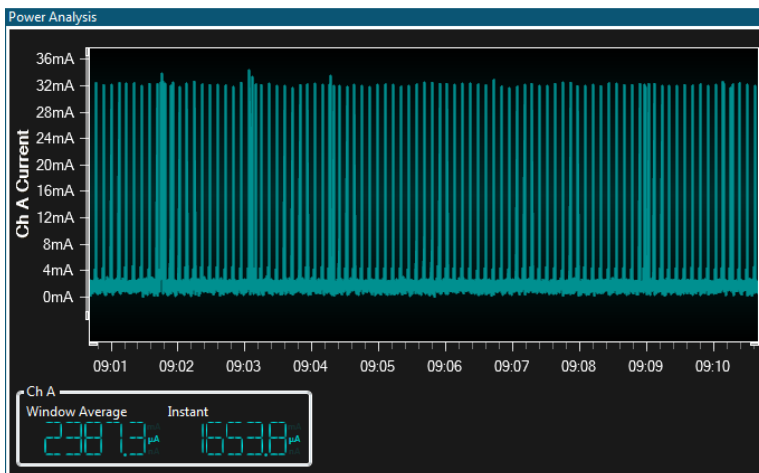 Power Analysis
36mA
32mA
28mA
24mA
20mA
16mA
12mA
8mA
4mA
0mA
Ch A Current
09:01 09:02 09:03 09:04 09:05 09:06 09:07 09:08 09:09 09:10
Ch A
Window Average Instant
2387.3 µA 1653.8 µA